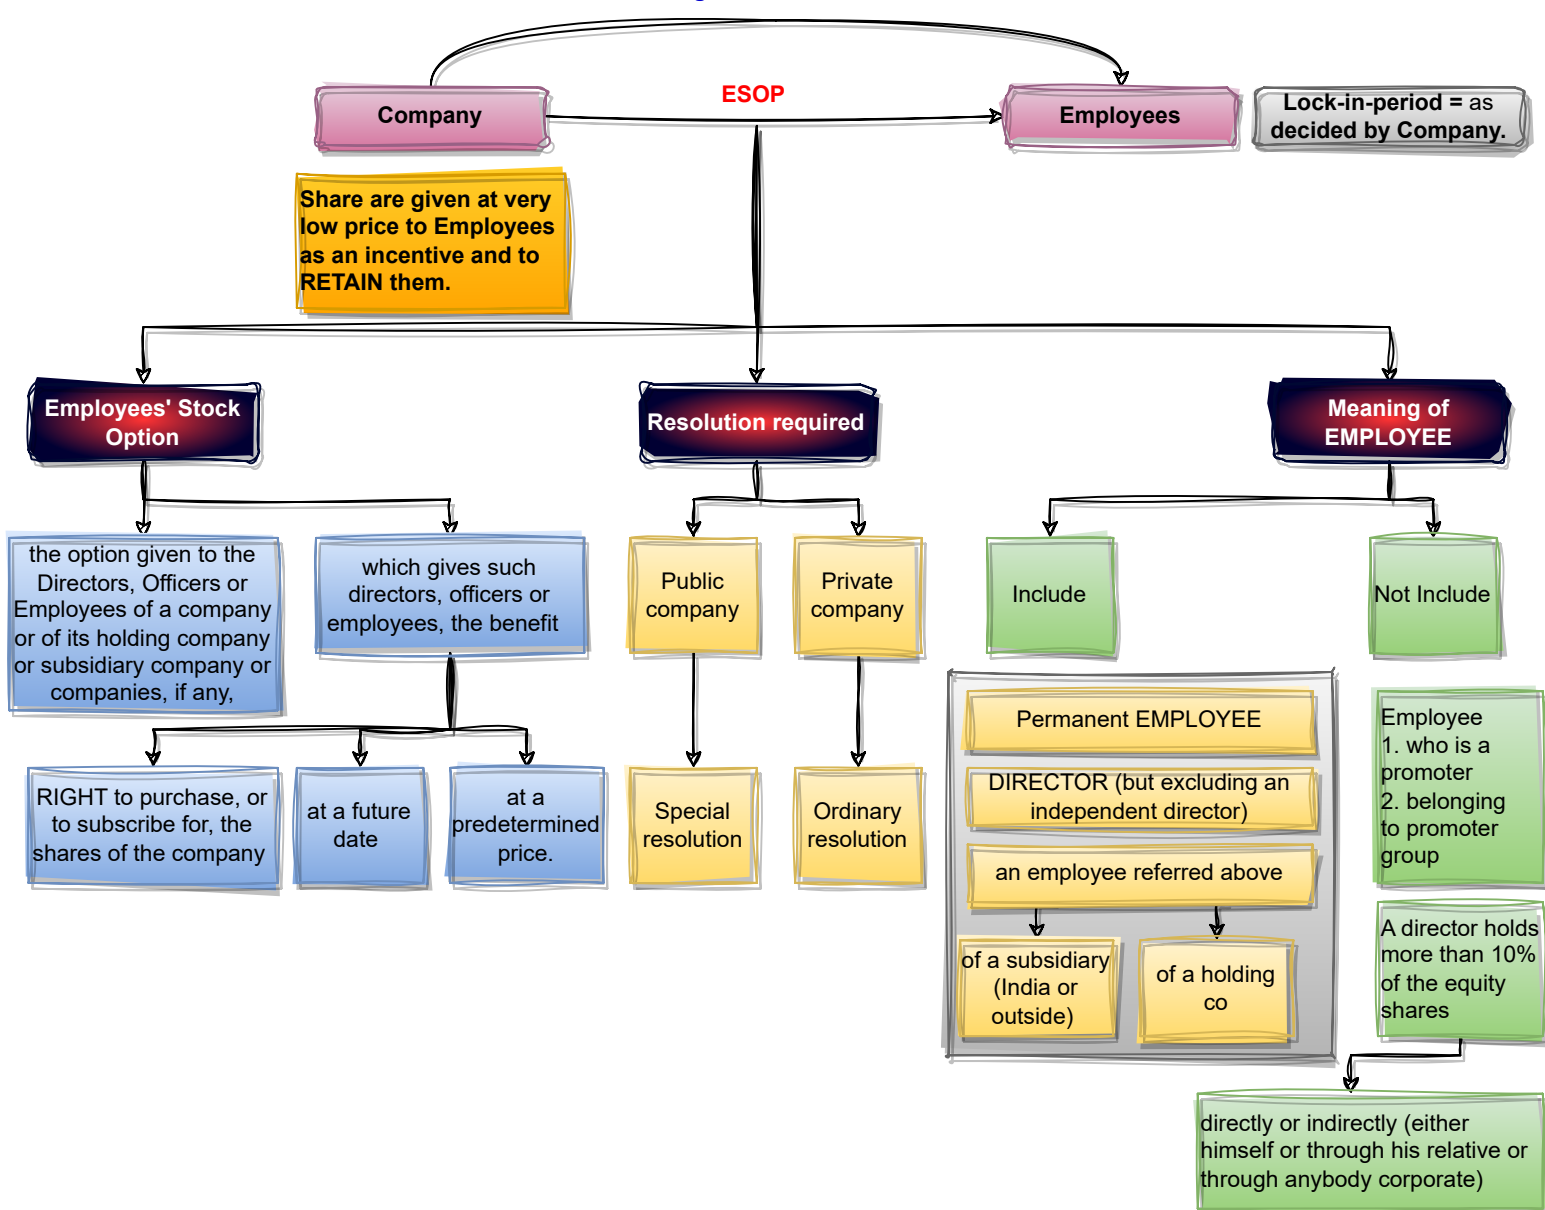 ESOP
Company
Employees
Lock-in-period = as
decided by Company.
Share are given at very
low price to Employees
as an incentive and to
RETAIN them.
Employees' Stock
Option
Resolution required
Meaning of
EMPLOYEE
the option given to the
Directors, Officers or
Employees of a company
or of its holding company
or subsidiary company or
companies, if any,
which gives such
directors, officers or
employees, the benefit
Public
company
Private
company
Include
Not Include
RIGHT to purchase, or
to subscribe for, the
shares of the company
at a future
date
at a
predetermined
price.
Special
resolution
Ordinary
resolution
Permanent EMPLOYEE
DIRECTOR (but excluding an
independent director)
an employee referred above
of a subsidiary
(India or
outside)
of a holding
co
Employee
1. who is a
promoter
2. belonging
to promoter
group
A director holds
more than 10%
of the equity
shares
directly or indirectly (either
himself or through his relative or
through anybody corporate)